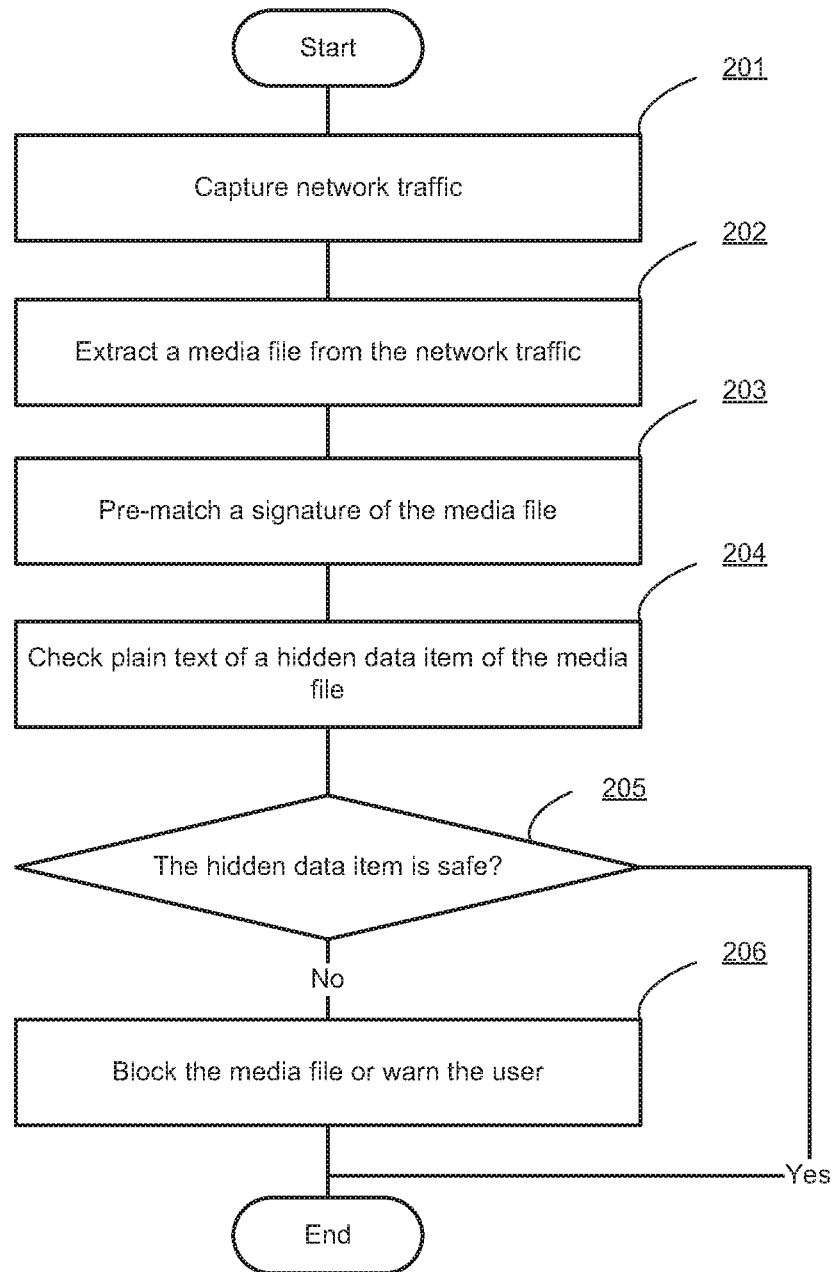 Start
201
Capture network traffic
202
Extract a media file from the network traffic
203
Pre-match a signature of the media file
204
Check plain text of a hidden data item of the media
file
205
The hidden data item is safe?
No
206
Block the media file or warn the user
Yes
End